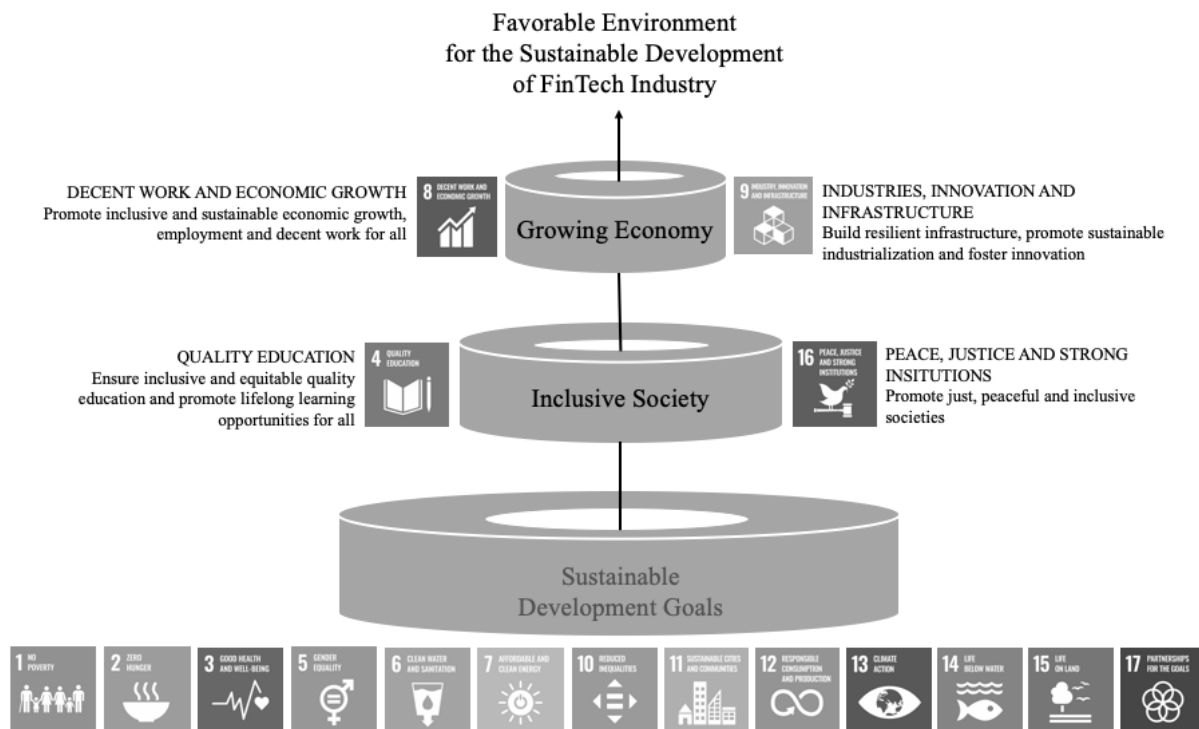 Favorable Environment
for the Sustainable Development
of FinTech Industry
DECENT WORK AND ECONOMIC GROWTH
Promote inclusive and sustainable economic growth,
employment and decent work for all
8 DECENT WORK AND
ECONOMIC GROWTH
Growing Economy
9 INDUSTRY, INNOVATION
AND INFRASTRUCTURE
INDUSTRIES, INNOVATION AND
INFRASTRUCTURE
Build resilient infrastructure, promote sustainable
industrialization and foster innovation
QUALITY EDUCATION
Ensure inclusive and equitable quality
education and promote lifelong learning
opportunities for all
4 QUALITY
EDUCATION
Inclusive Society
16 PEACE, JUSTICE
AND STRONG
INSTITUTIONS
PEACE, JUSTICE AND STRONG
INSITUTIONS
Promote just, peaceful and inclusive
societies
Sustainable
Development Goals
1 NO
POVERTY
2 ZERO
HUNGER
3 GOOD HEALTH
AND WELL-BEING
5 GENDER
EQUALITY
6 CLEAN WATER
AND SANITATION
7 AFFORDABLE AND
CLEAN ENERGY
10 REDUCED
INEQUALITIES
11 SUSTAINABLE CITIES
AND COMMUNITIES
12 RESPONSIBLE
CONSUMPTION
AND PRODUCTION
13 CLIMATE
ACTION
14 LIFE
BELOW WATER
15 LIFE
ON LAND
17 PARTNERSHIPS
FOR THE GOALS